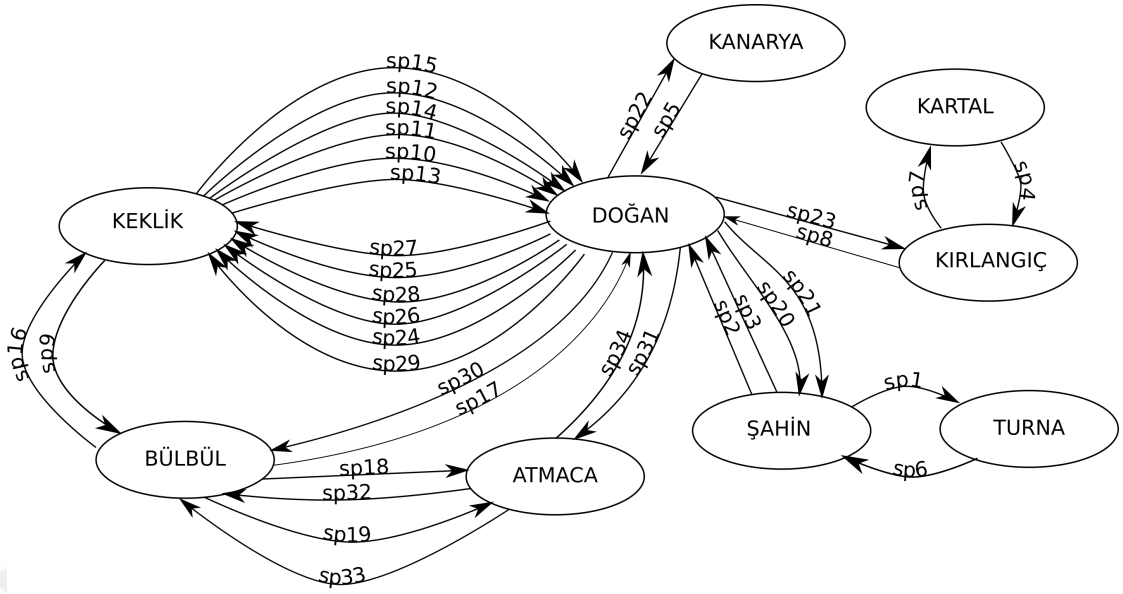 KANARYA
sp15
sp12
sp14
sp11
sp10
sp13
sp22
sp5
KARTAL
sp7
sp4
KEKLİK
DOĞAN
sp23
sp8
KIRLANGIÇ
sp27
sp25
sp28
sp26
sp24
sp29
sp2
sp3
sp20
sp21
sp16
sp9
sp30
sp17
sp34
sp31
sp1
ŞAHİN
TURNA
sp6
BÜLBÜL
sp18
sp32
ATMACA
sp19
sp33